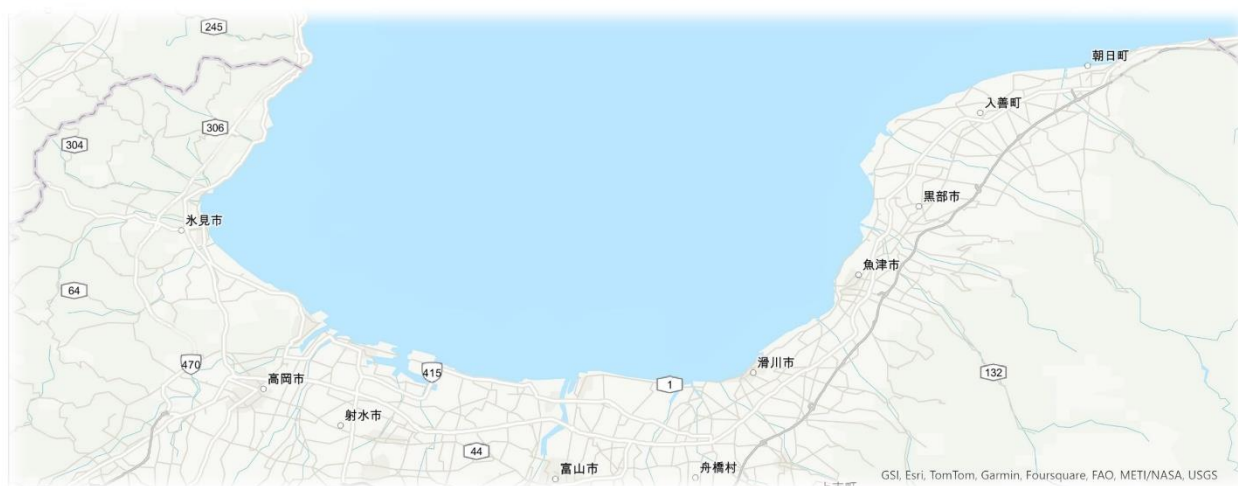 245
朝日町
入善町
306
304
黒部市
氷見市
魚津市
64
滑川市
470
415
132
高岡市
1
射水市
44
富山市
舟橋村
GSI, Esri, TomTom, Garmin, Foursquare, FAO, METI/NASA, USGS